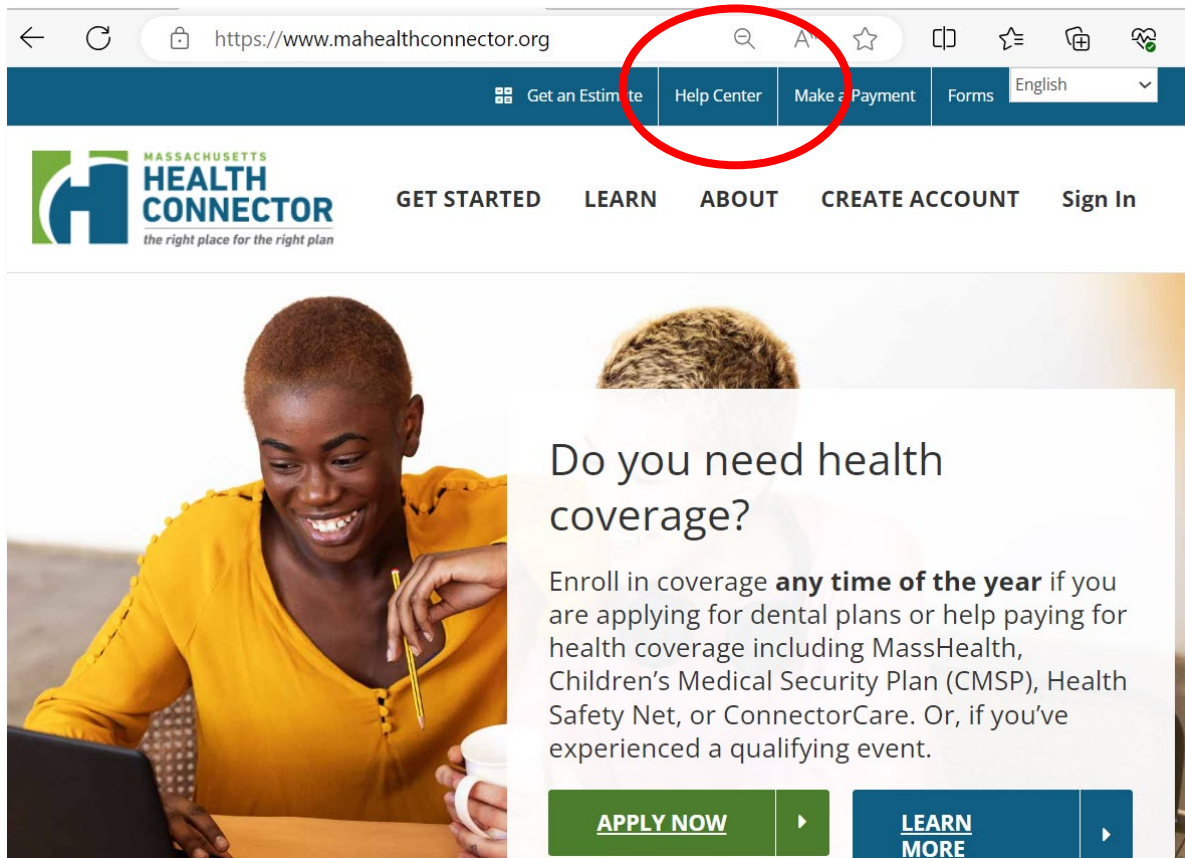 https://www.mahealthconnector.org
Get an Estimate Help Center Make a Payment Forms English
MASSACHUSETTS
HEALTH
CONNECTOR
the right place for the right plan
GET STARTED LEARN ABOUT CREATE ACCOUNT Sign In
Do you need health
coverage?
Enroll in coverage any time of the year if you
are applying for dental plans or help paying for
health coverage including MassHealth,
Children’s Medical Security Plan (CMSP), Health
Safety Net, or ConnectorCare. Or, if you’ve
experienced a qualifying event.
APPLY NOW
LEARN
MORE